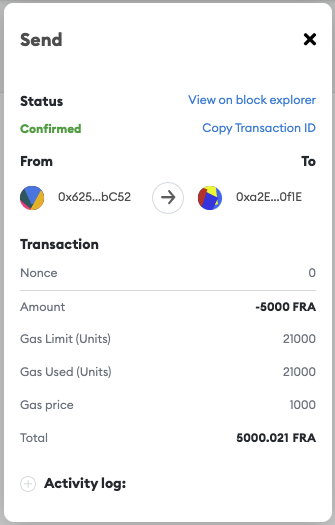 Send
Status
View on block explorer
Confirmed
Copy Transaction ID
From
To
0x625...bC52
0xa2E...0f1E
Transaction
Nonce 0
Amount -5000 FRA
Gas Limit (Units) 21000
Gas Used (Units) 21000
Gas price 1000
Total 5000.021 FRA
Activity log: